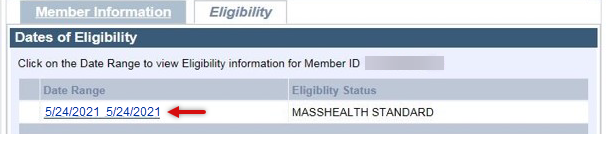 Member Information Eligibility
Dates of Eligibility
Click on the Date Range to view Eligibility information for Member ID
Date Range Eligiblity Status
5/24/2021 5/24/2021 MASSHEALTH STANDARD